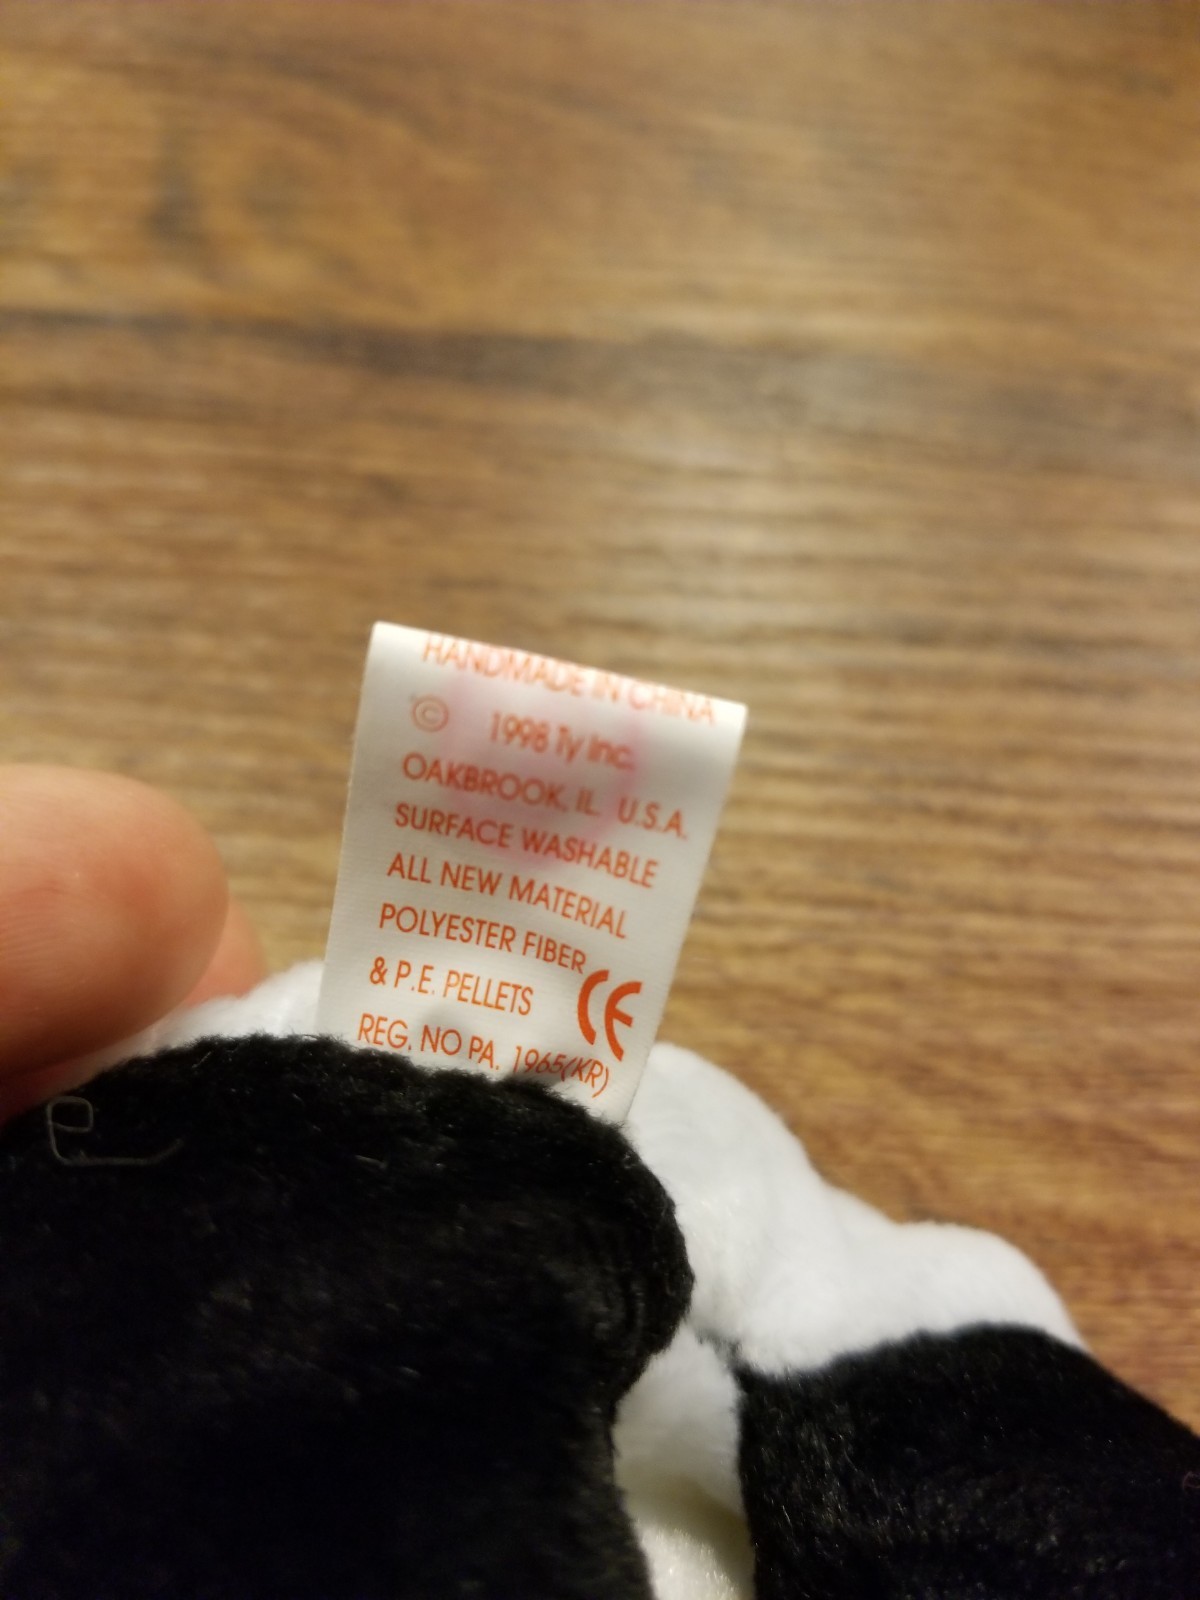 HANDMADE IN CHINA
© 1998 Ty Inc.
OAKBROOK, IL. U.S.A.
SURFACE WASHABLE
ALL NEW MATERIAL
POLYESTER FIBER
& P.E. PELLETS CE
REG. NO PA. 1965(KR)